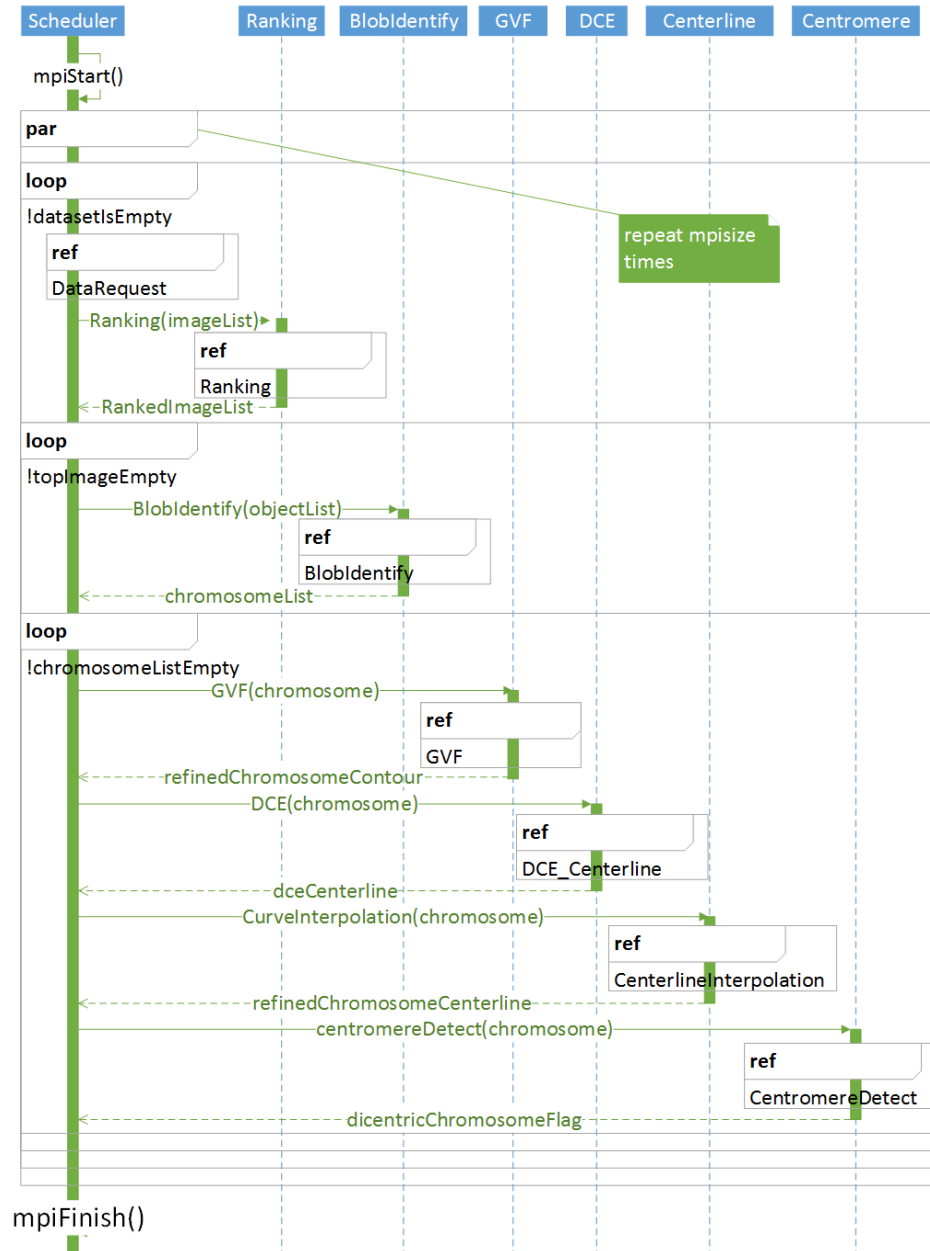 Scheduler Ranking BlobIdentify GVF DCE Centerline Centromere
mpiStart()
par
loop
!datasetIsEmpty
repeat mpisize
times
ref
DataRequest
Ranking(imageList)
ref
Ranking
RankedImageList
loop
!topImageEmpty
BlobIdentify(objectList)
ref
BlobIdentify
chromosomeList
loop
!chromosomeListEmpty
GVF(chromosome)
ref
GVF
refinedChromosomeContour
DCE(chromosome)
ref
DCE_Centerline
dceCenterline
CurveInterpolation(chromosome)
ref
CenterlineInterpolation
refinedChromosomeCenterline
centromereDetect(chromosome)
ref
CentromereDetect
dicentricChromosomeFlag
mpiFinish()